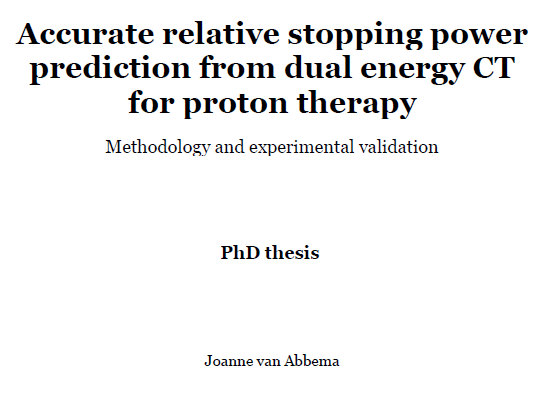 Accurate relative stopping power
prediction from dual energy CT
for proton therapy
Methodology and experimental validation
PhD thesis
Joanne van Abbema